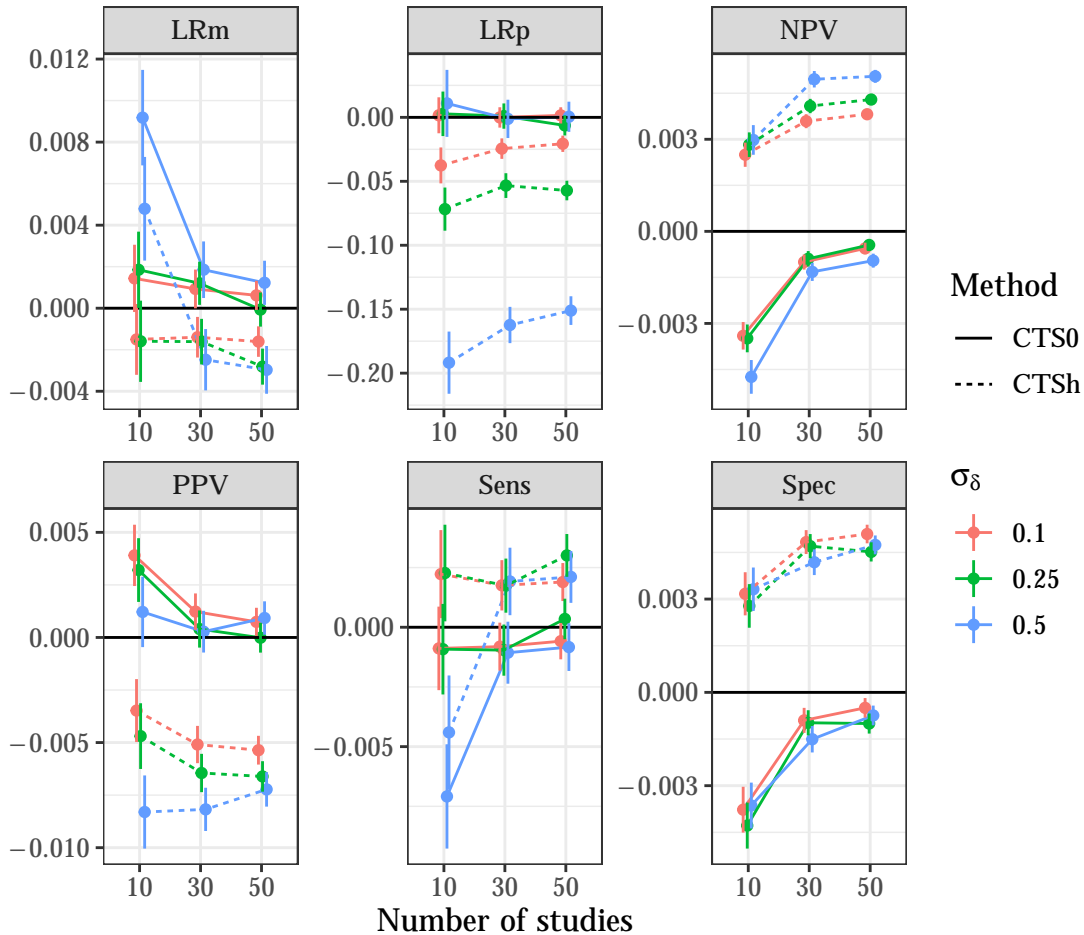 LRm LRp NPV
0.012
0.008
0.004
0.000
−0.004
0.00
−0.05
−0.10
−0.15
−0.20
0.003
0.000
−0.003
10 30 50 10 30 50 10 30 50
PPV Sens Spec
0.005
0.000
−0.005
−0.010
0.000
−0.005
0.003
0.000
−0.003
10 30 50 10 30 50 10 30 50
Number of studies
Method
CTS0
CTSh
σδ
0.1
0.25
0.5